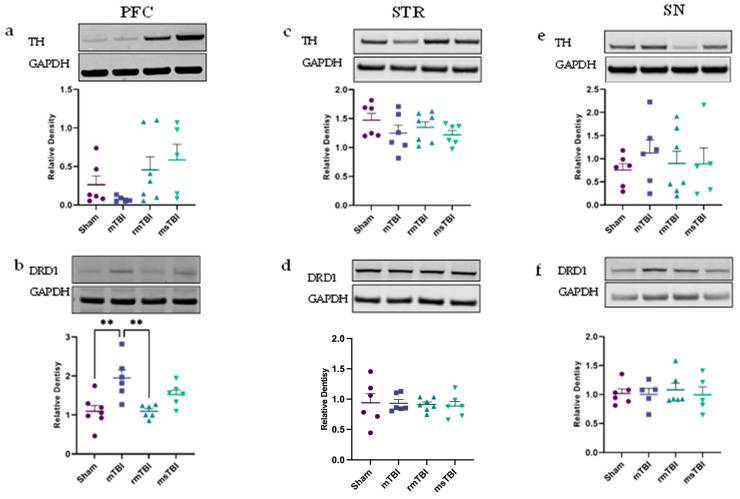 PFC
STR
SN
a
TH
GAPDH
Relative Density
1.5
1.0
0.5
0.0
Sham
mTBI
rmTBI
msTBI
c
TH
GAPDH
Relative Dentisy
2.0
1.5
1.0
0.5
0.0
Sham
mTBI
rmTBI
msTBI
e
TH
GAPDH
Relative Dentisy
2.5
2.0
1.5
1.0
0.5
0.0
Sham
mTBI
rmTBI
msTBI
b
DRD1
GAPDH
** **
Relative Dentisy
3
2
1
0
Sham
mTBI
rmTBI
msTBI
d
DRD1
GAPDH
Relative Dentisy
2.0
1.5
1.0
0.5
0.0
Sham
mTBI
rmTBI
msTBI
f
DRD1
GAPDH
Relative Dentisy
2.0
1.5
1.0
0.5
0.0
Sham
mTBI
rmTBI
msTBI